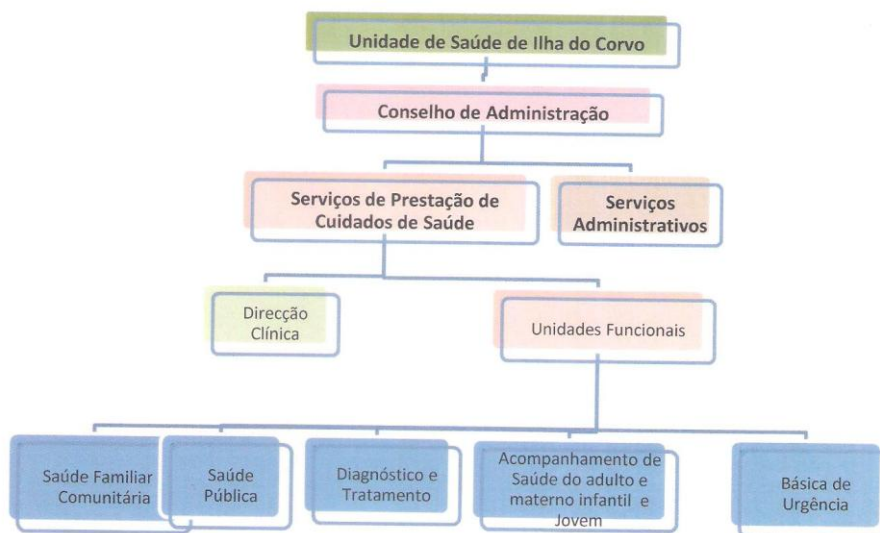 Unidade de Saúde de Ilha do Corvo
Conselho de Administração
Serviços de Prestação de
Cuidados de Saúde
Serviços
Administrativos
Direcção
Clínica
Unidades Funcionais
Saúde Familiar
Comunitária
Saúde
Pública
Diagnóstico e
Tratamento
Acompanhamento de
Saúde do adulto e
materno infantil e
Jovem
Básica de
Urgência